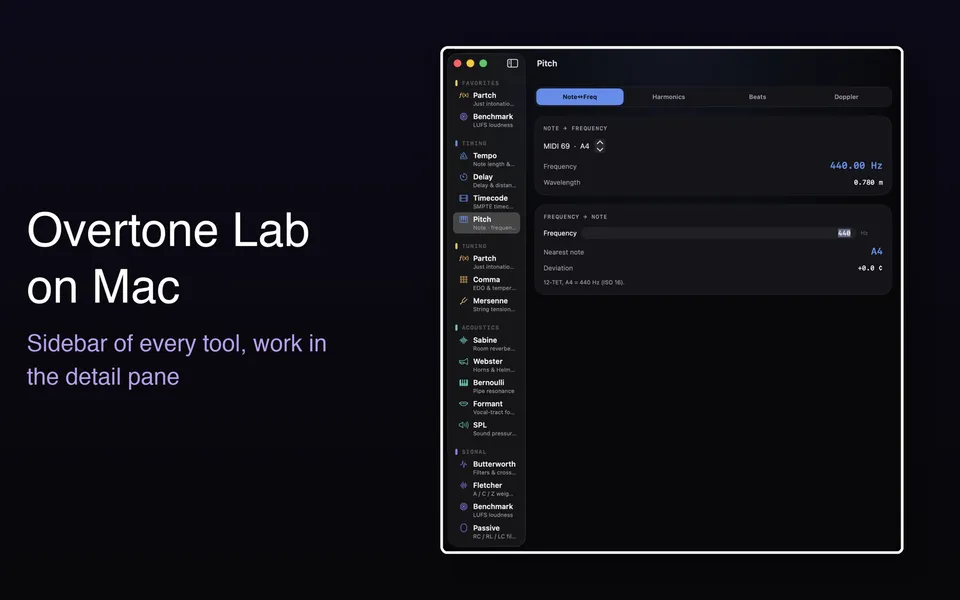 Overtone Lab
on Mac
Sidebar of every tool, work in
the detail pane
FAVORITES
f(x) Partch
Just intonatio...
Benchmark
LUFS loudness
TIMING
Tempo
Note length &...
Delay
Delay & distan...
Timecode
SMPTE timec...
Pitch
Note · frequen...
TUNING
f(x) Partch
Just intonatio...
Comma
EDO & temper...
Mersenne
String tension...
ACOUSTICS
Sabine
Room reverbe...
Webster
Horns & Helm...
Bernoulli
Pipe resonance
Formant
Vocal-tract fo...
SPL
Sound pressur...
SIGNAL
Butterworth
Filters & cross...
Fletcher
A / C / Z weig...
Benchmark
LUFS loudness
Passive
RC / RL / LC fil...
Pitch
Note↔Freq Harmonics Beats Doppler
NOTE → FREQUENCY
MIDI 69 · A4
Frequency 440.00 Hz
Wavelength 0.780 m
FREQUENCY → NOTE
Frequency 440 Hz
Nearest note A4
Deviation +0.0 ¢
12-TET, A4 = 440 Hz (ISO 16).